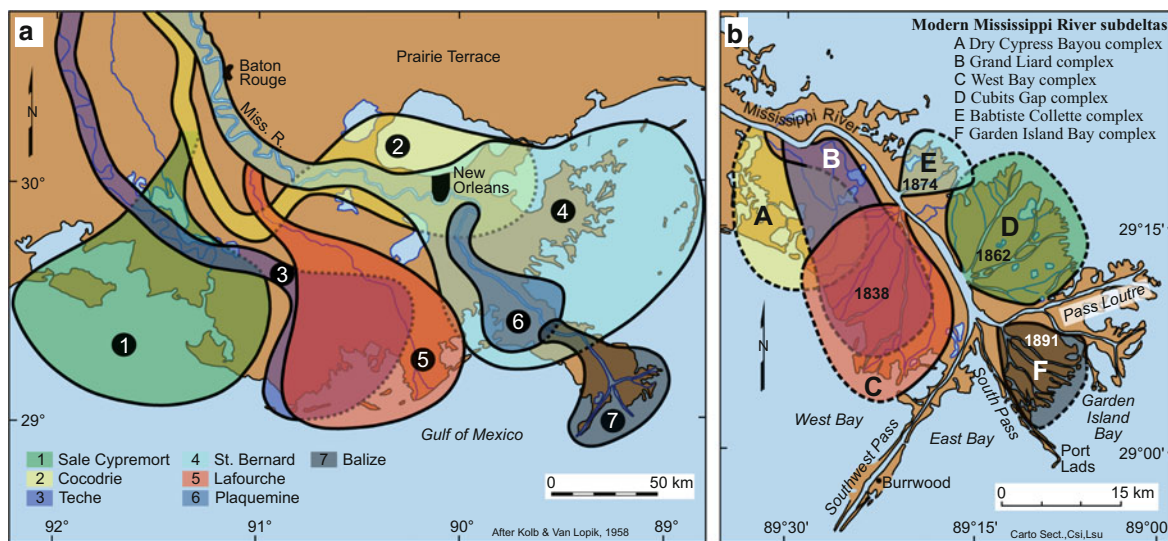 a
Baton
Rouge
Prairie Terrace
N
Miss. R.
2
30°
New
Orleans
4
3
6
1
5
7
29°
Gulf of Mexico
1 Sale Cypremort
2 Cocodrie
3 Teche
4 St. Bernard
5 Lafourche
6 Plaquemine
7 Balize
0 50 km
92° 91° 90° 89°
After Kolb & Van Lopik, 1958
b
Modern Mississippi River subdeltas
A Dry Cypress Bayou complex
B Grand Liard complex
C West Bay complex
D Cubits Gap complex
E Babtiste Collette complex
F Garden Island Bay complex
Mississippi River
B
E
1874
A
D
29°15'
1862
1838
Pass Loutre
N
1891
F
C
South Pass
Garden
Island
Bay
West Bay
East Bay
Southwest Pass
Port
Lads
29°00'
Burwood
0 15 km
89°30' 89°15' 89°00'
Carto Sect.,Csi,Lsu